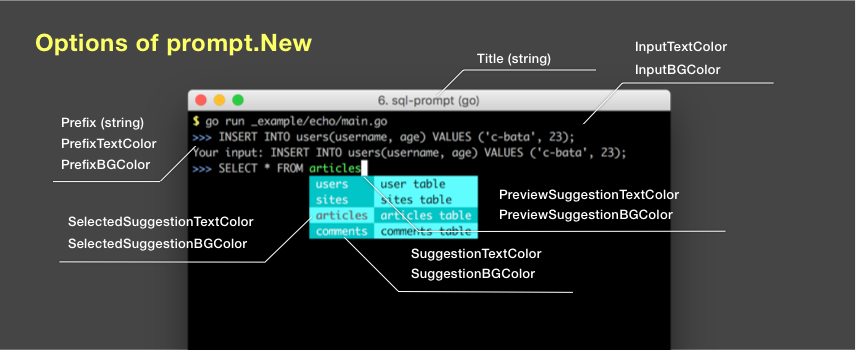 Options of prompt.New
Title (string)
InputTextColor
InputBGColor
6. sql-prompt (go)
Prefix (string)
PrefixTextColor
PrefixBGColor
$ go run _example/echo/main.go
>>> INSERT INTO users(username, age) VALUES ('c-bata', 23);
Your input: INSERT INTO users(username, age) VALUES ('c-bata', 23);
>>> SELECT * FROM articles
users user table
sites sites table
articles articles table
comments comments table
PreviewSuggestionTextColor
PreviewSuggestionBGColor
SelectedSuggestionTextColor
SelectedSuggestionBGColor
SuggestionTextColor
SuggestionBGColor